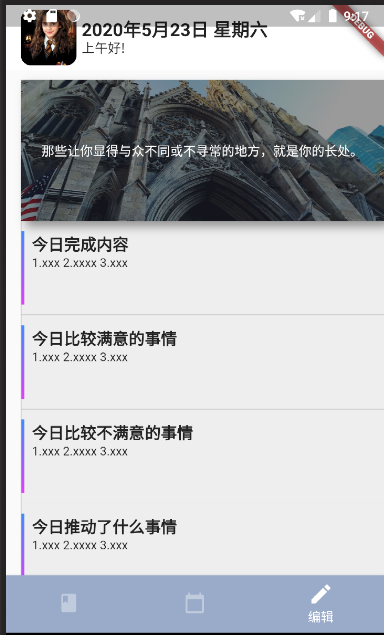 9:17
DEBUG
2020年5月23日 星期六
上午好!
那些让你显得与众不同或不寻常的地方，就是你的长处。
今日完成内容
1.xxx 2.xxxx 3.xxx
今日比较满意的事情
1.xxx 2.xxxx 3.xxx
今日比较不满意的事情
1.xxx 2.xxxx 3.xxx
今日推动了什么事情
1.xxx 2.xxxx 3.xxx
编辑